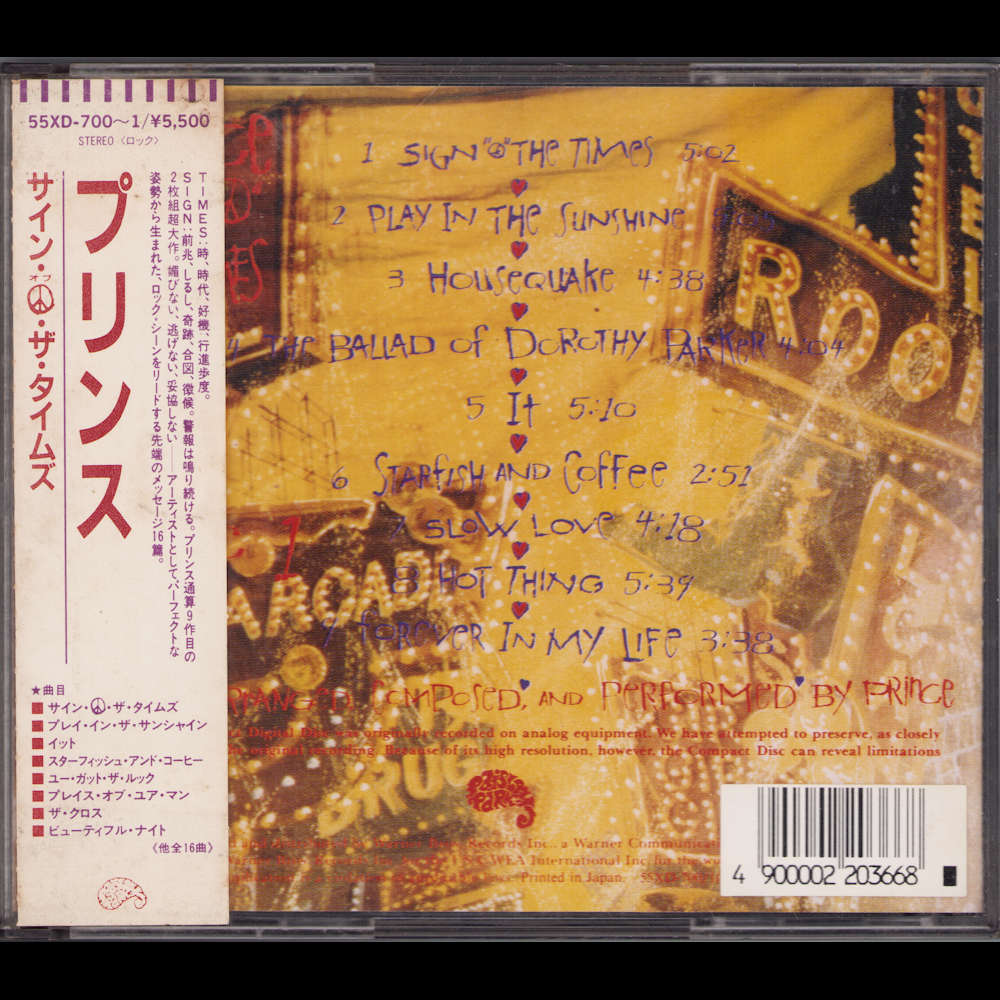 55XD-700〜1/¥5,500
STEREO〈ロック〉
プリンス
サイン・オブ・ザ・タイムズ
TIMES:時、時代、好機、行進歩度。
SIGN:前兆、しるし、奇跡、合図、徴候。警報は鳴り続ける。プリンス通算9作目の
2枚組超大作。媚びない、逃げない、妥協しない——アーティストとしてパーフェクトな
姿勢から生まれた、ロック・シーンをリードする先端のメッセージ16篇。
★曲目
サイン・☮・ザ・タイムズ
プレイ・イン・ザ・サンシャイン
イット
スターフィッシュ・アンド・コーヒー
ユー・ガット・ザ・ルック
プレイス・オブ・ユア・マン
ザ・クロス
ビューティフル・ナイト
《他全16曲》
1 SIGN "☮" THE TIMES 5:02
2 PLAY IN THE SUNSHINE
3 HOUSEQUAKE 4:38
4 THE BALLAD OF DOROTHY PARKER 4:04
5 It 5:10
6 STARFISH AND COFFEE 2:51
7 SLOW LOVE 4:18
8 HOT THING 5:39
9 FOREVER IN MY LIFE 3:38
COMPOSED, AND PERFORMED BY PRINCE
Digital Disc was originally recorded on analog equipment. We have attempted to preserve, as closely
original recording. Because of its high resolution, however, the Compact Disc can reveal limitations
ROOT
DRUG
PAISLEY PARK
Records Inc., a Warner Communicat
WEA International Inc. for the wo
Printed in Japan. 55XD
4 900002 203668